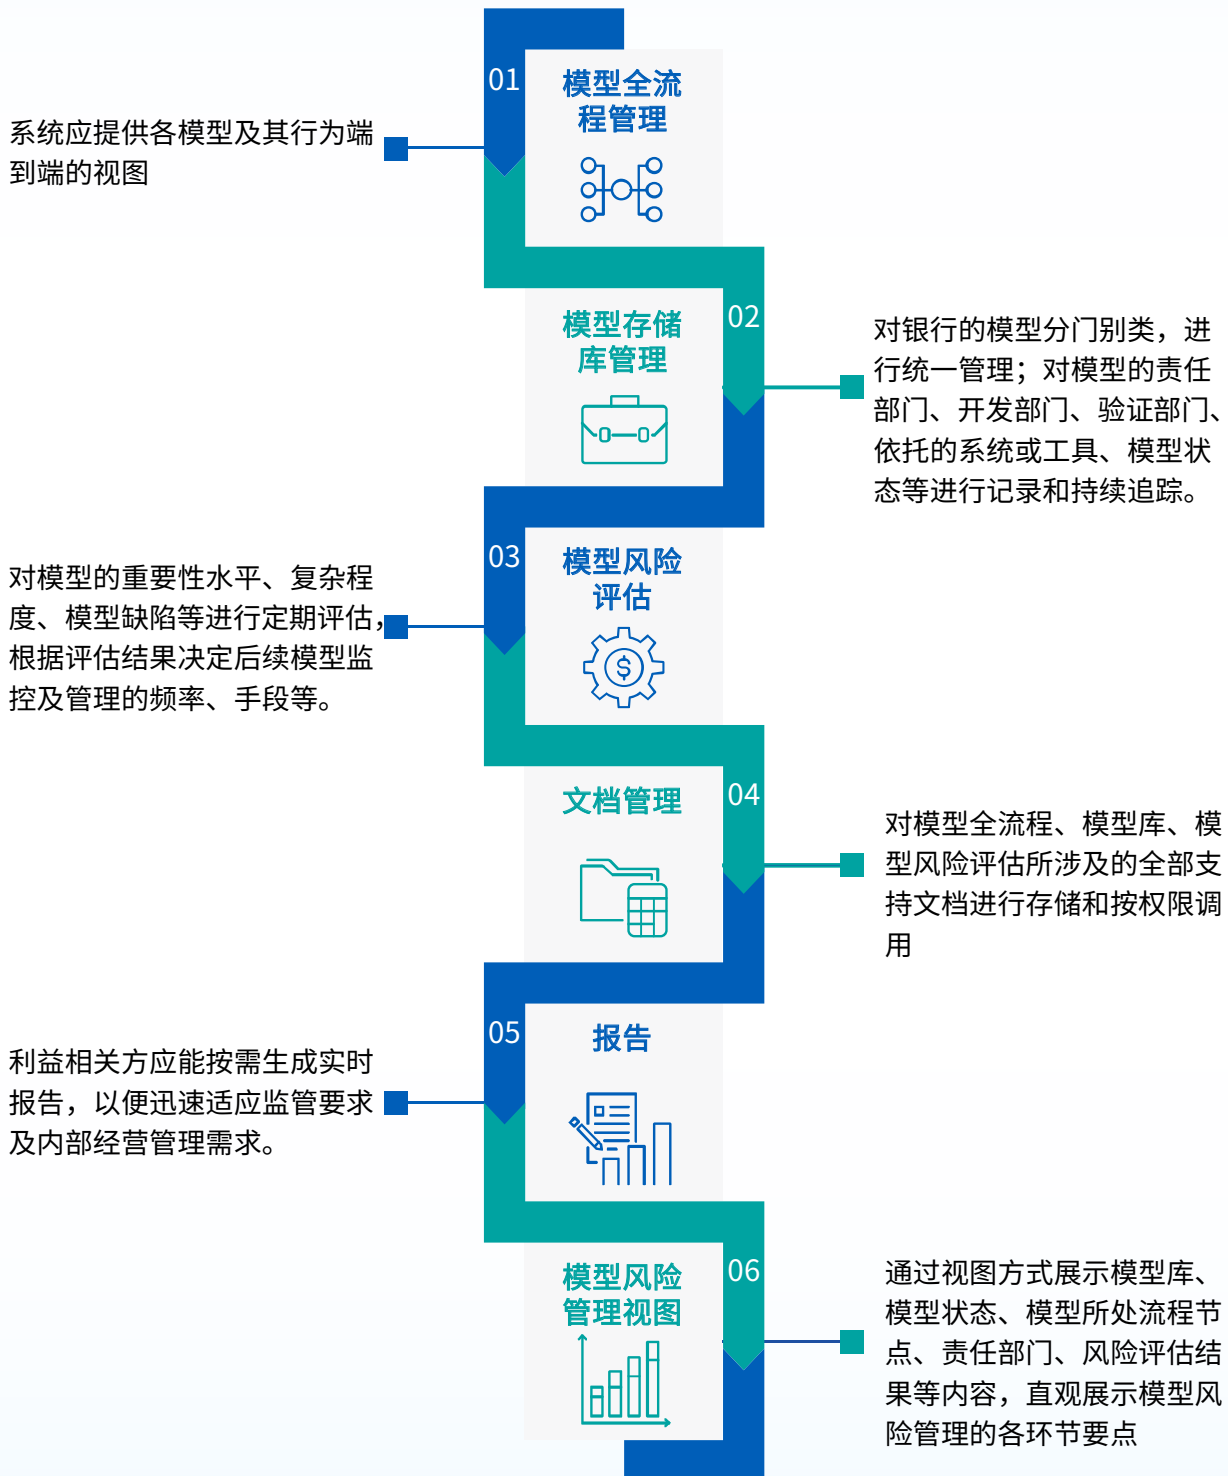 01
模型全流
程管理
系统应提供各模型及其行为端
到端的视图
02
模型存储
库管理
对银行的模型分门别类，进
行统一管理；对模型的责任
部门、开发部门、验证部门、
依托的系统或工具、模型状
态等进行记录和持续追踪。
03
模型风险
评估
对模型的重要性水平、复杂程
度、模型缺陷等进行定期评估，
根据评估结果决定后续模型监
控及管理的频率、手段等。
04
文档管理
对模型全流程、模型库、模
型风险评估所涉及的全部支
持文档进行存储和按权限调
用
05
报告
利益相关方应能按需生成实时
报告，以便迅速适应监管要求
及内部经营管理需求。
06
模型风险
管理视图
通过视图方式展示模型库、
模型状态、模型所处流程节
点、责任部门、风险评估结
果等内容，直观展示模型风
险管理的各环节要点